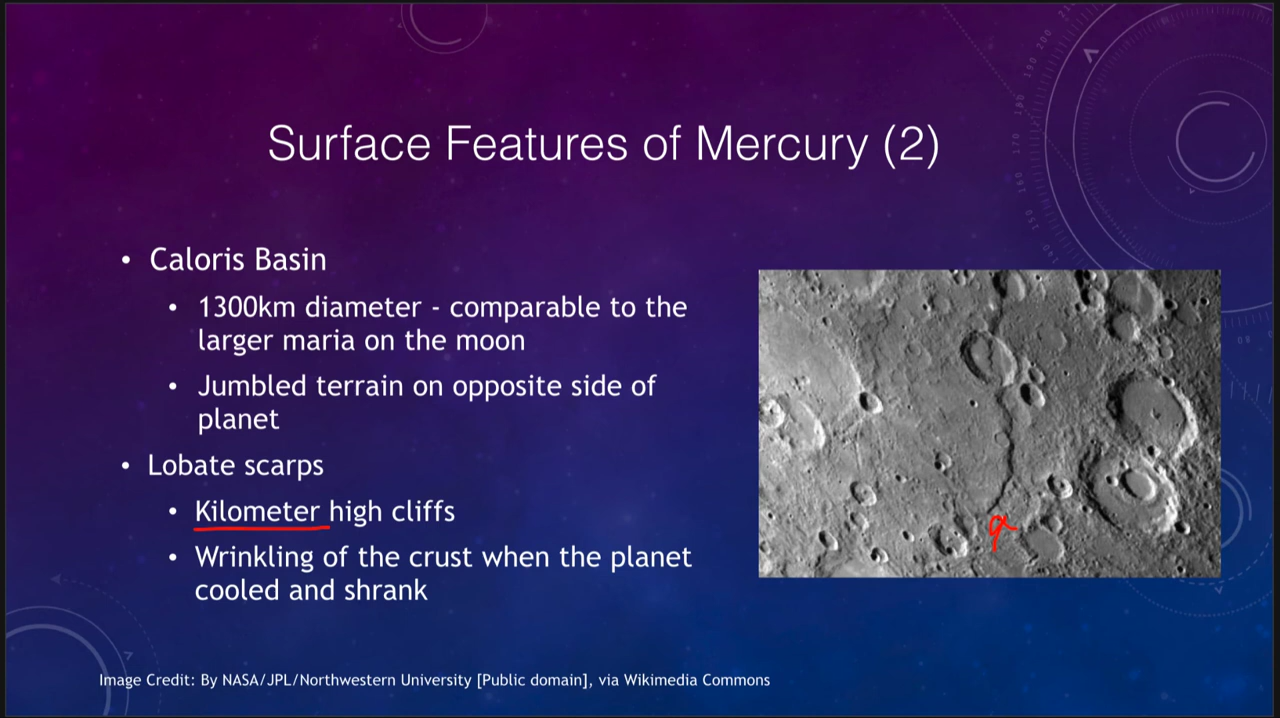 Surface Features of Mercury (2)
• Caloris Basin
• 1300km diameter - comparable to the
larger maria on the moon
• Jumbled terrain on opposite side of
planet
• Lobate scarps
• Kilometer high cliffs
• Wrinkling of the crust when the planet
cooled and shrank
Image Credit: By NASA/JPL/Northwestern University [Public domain], via Wikimedia Commons